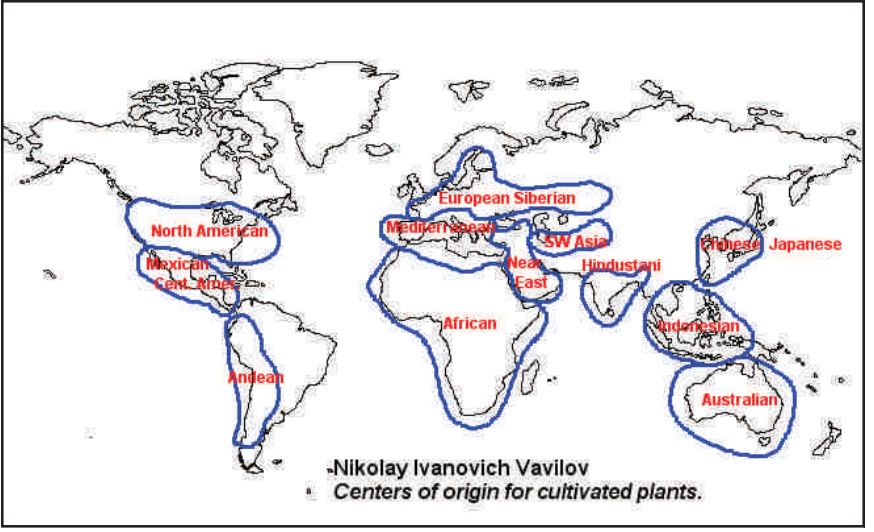 European Siberian
North American
Mediterranean
SW Asia
Chinese Japanese
Mexican
Cent. Amer.
Near
East
Hindustani
African
Indonesian
Andean
Australian
Nikolay Ivanovich Vavilov
Centers of origin for cultivated plants.